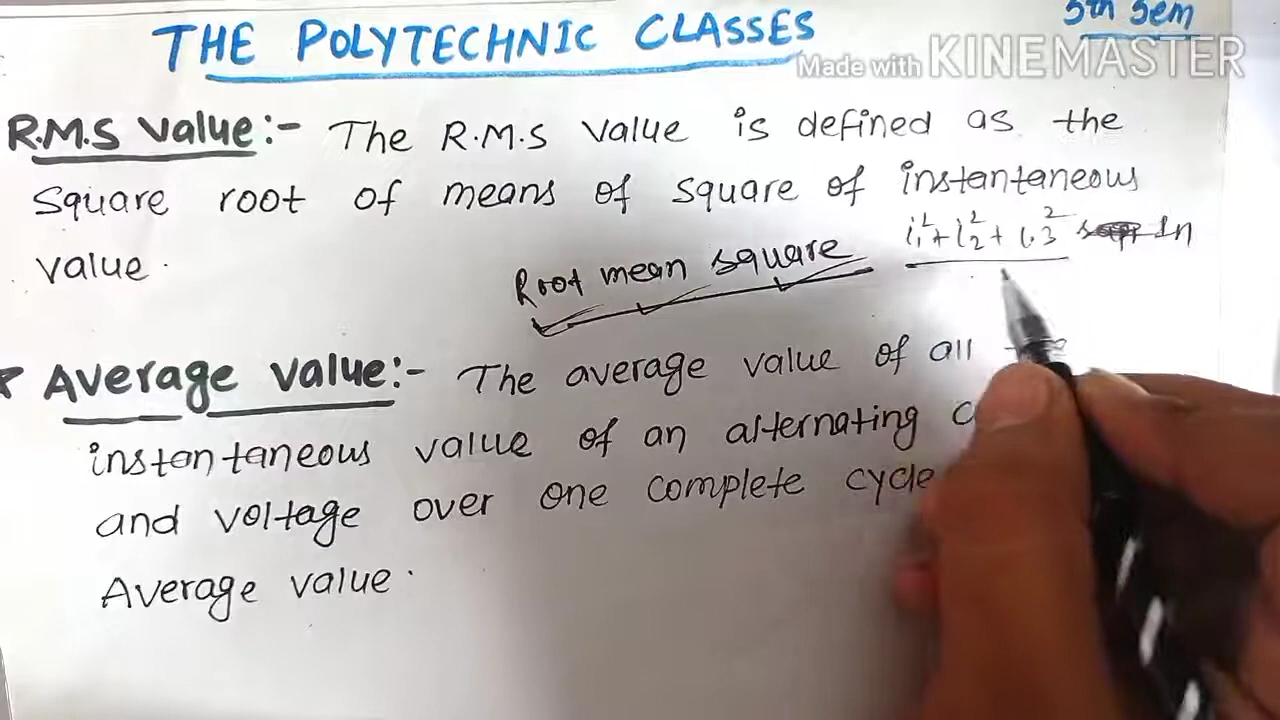 THE POLYTECHNIC CLASSES
5th Sem
Made with KINEMASTER
R.M.S value:- The R.M.S value is defined as the
Square root of means of square of instantaneous
value.
i₁² + i₂² + i.3² in
Root mean square
Average value:- The average value of all
instantaneous value of an alternating
and voltage over one complete cycle
Average value.